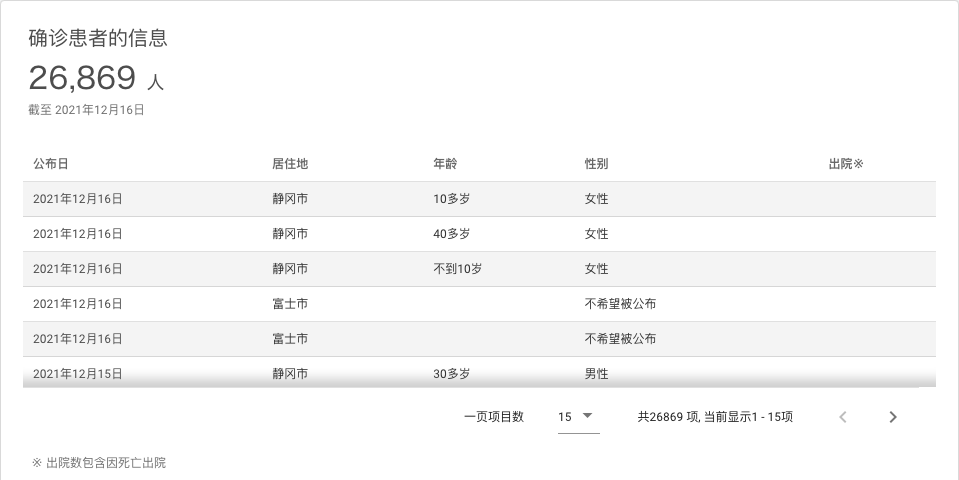 确诊患者的信息
26,869 人
截至 2021年12月16日
公布日 居住地 年龄 性别 出院※
2021年12月16日 静冈市 10多岁 女性
2021年12月16日 静冈市 40多岁 女性
2021年12月16日 静冈市 不到10岁 女性
2021年12月16日 富士市 不希望被公布
2021年12月16日 富士市 不希望被公布
2021年12月15日 静冈市 30多岁 男性
一页项目数 15 共26869 项, 当前显示1 - 15项
※ 出院数包含因死亡出院